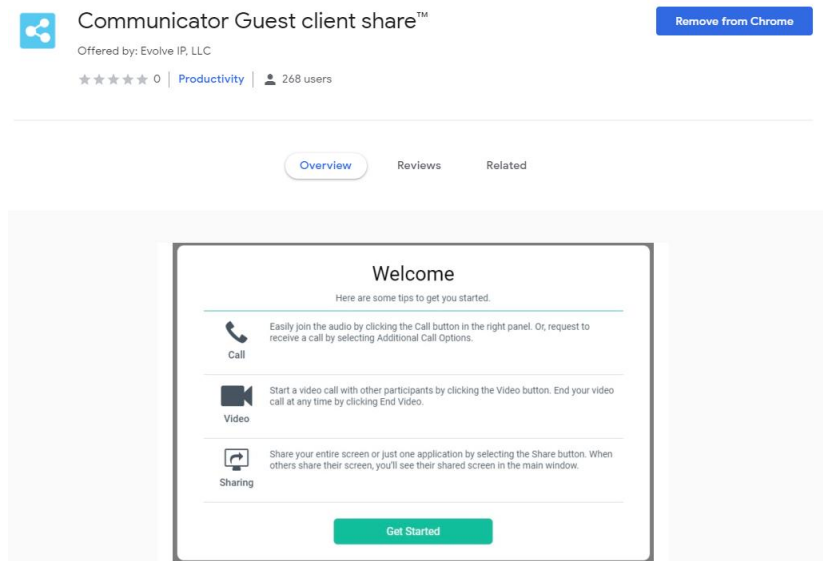 Communicator Guest client share™
Remove from Chrome
Offered by: Evolve IP, LLC
0 Productivity 268 users
Overview Reviews Related
Welcome
Here are some tips to get you started.
Easily join the audio by clicking the Call button in the right panel. Or, request to
receive a call by selecting Additional Call Options.
Call
Start a video call with other participants by clicking the Video button. End your video
call at any time by clicking End Video.
Video
Share your entire screen or just one application by selecting the Share button. When
others share their screen, you'll see their shared screen in the main window.
Sharing
Get Started